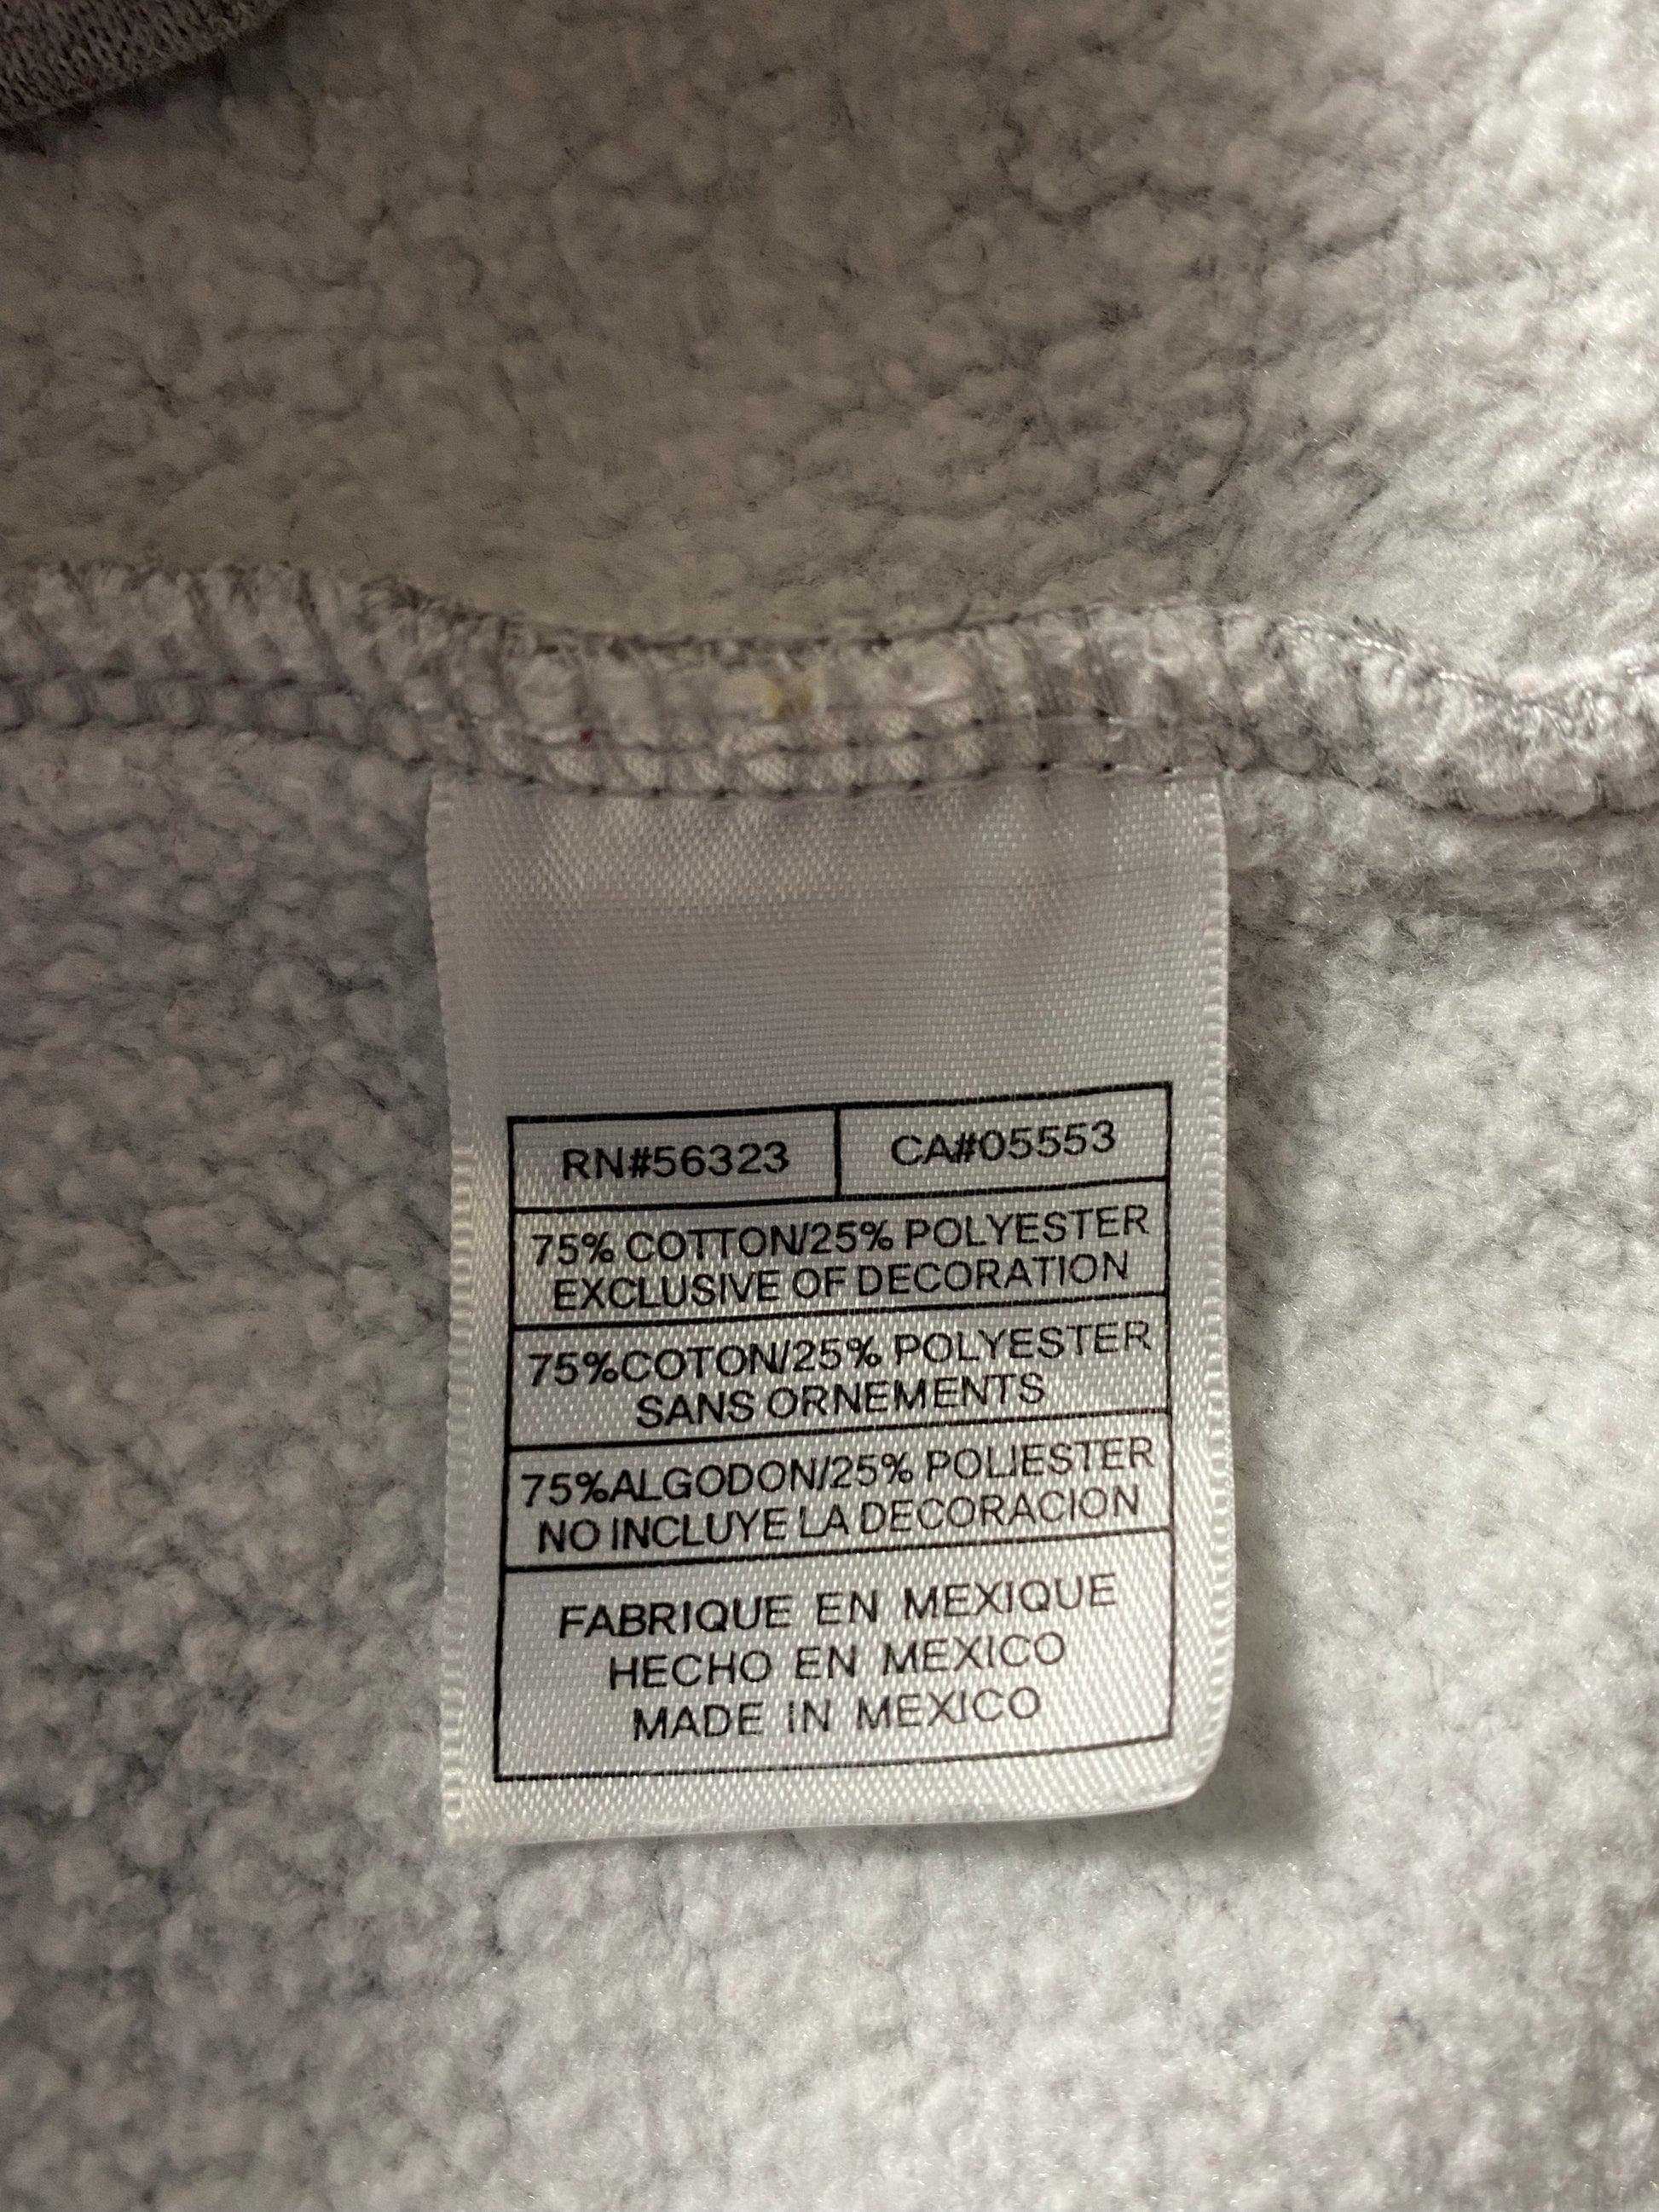 RN#56323 CA#05553
75% COTTON/25% POLYESTER
EXCLUSIVE OF DECORATION
75%COTON/25% POLYESTER
SANS ORNEMENTS
75%ALGODON/25% POLIESTER
NO INCLUYE LA DECORACION
FABRIQUE EN MEXIQUE
HECHO EN MEXICO
MADE IN MEXICO